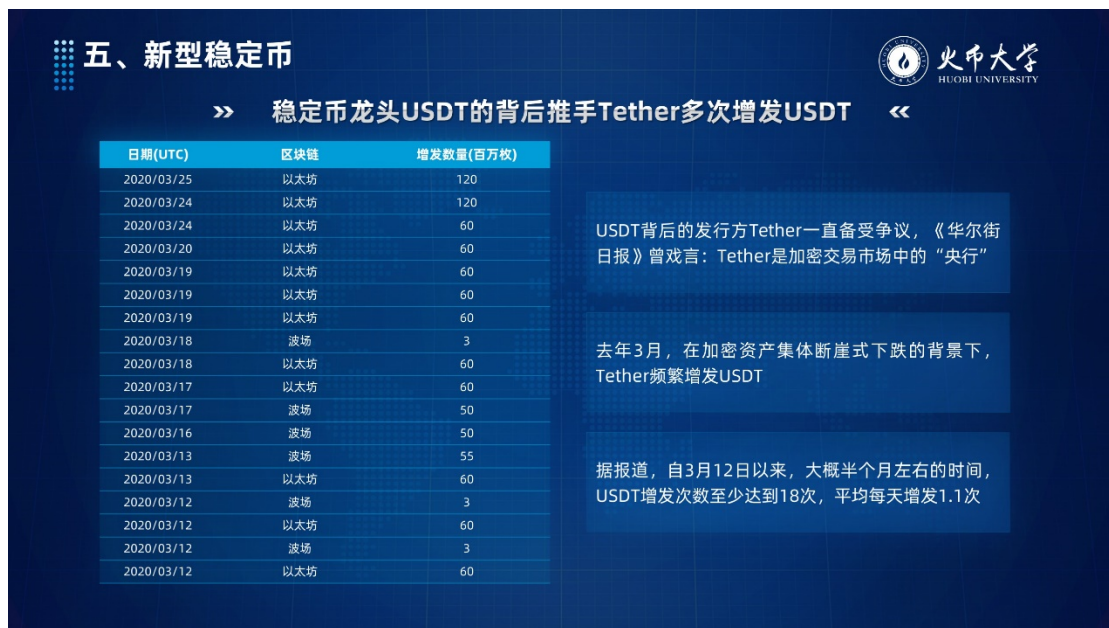 五、新型稳定币
火币大学
HUOBI UNIVERSITY
>> 稳定币龙头USDT的背后推手Tether多次增发USDT <<
日期(UTC) 区块链 增发数量(百万枚)
2020/03/25 以太坊 120
2020/03/24 以太坊 120
2020/03/24 以太坊 60
2020/03/20 以太坊 60
2020/03/19 以太坊 60
2020/03/19 以太坊 60
2020/03/19 以太坊 60
2020/03/18 波场 3
2020/03/18 以太坊 60
2020/03/17 以太坊 60
2020/03/17 波场 50
2020/03/16 波场 50
2020/03/13 波场 55
2020/03/13 以太坊 60
2020/03/12 波场 3
2020/03/12 以太坊 60
2020/03/12 波场 3
2020/03/12 以太坊 60
USDT背后的发行方Tether一直备受争议，《华尔街
日报》曾戏言：Tether是加密交易市场中的“央行”
去年3月，在加密资产集体断崖式下跌的背景下，
Tether频繁增发USDT
据报道，自3月12日以来，大概半个月左右的时间，
USDT增发次数至少达到18次，平均每天增发1.1次